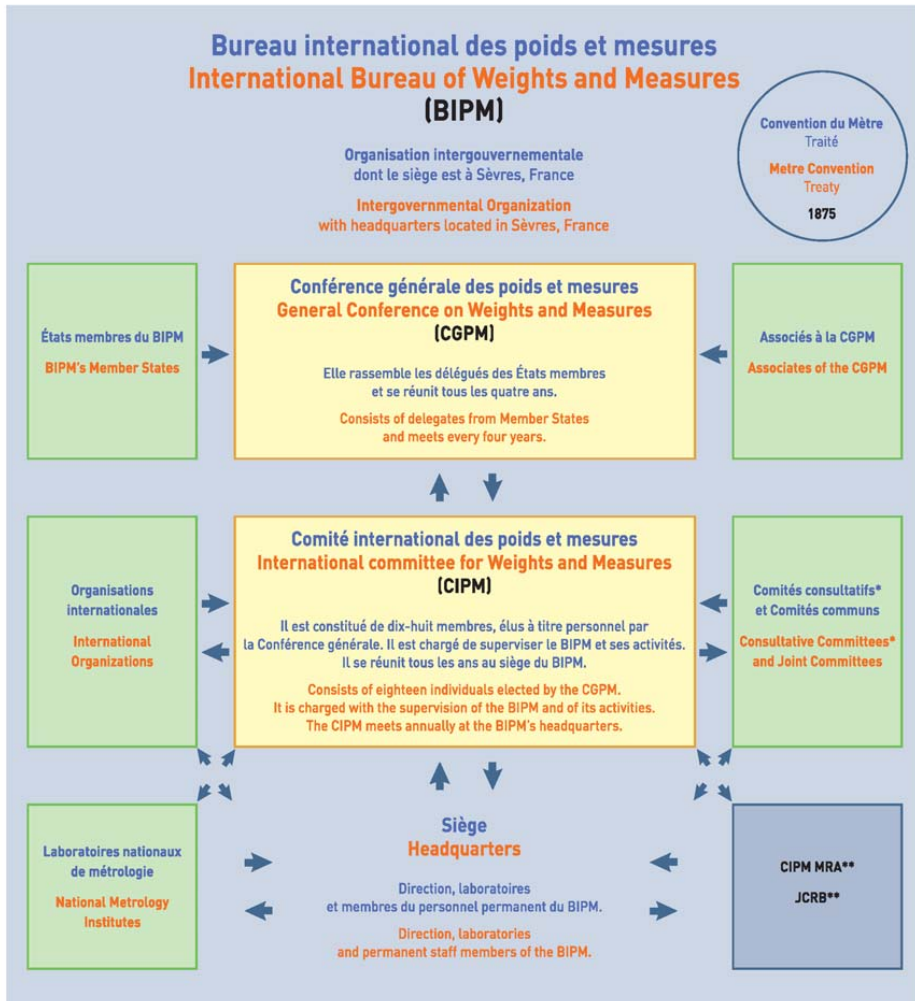 Bureau international des poids et mesures
International Bureau of Weights and Measures
(BIPM)
Organisation intergouvernementale
dont le siège est à Sèvres, France
Intergovernmental Organization
with headquarters located in Sèvres, France
Convention du Mètre
Traité
Metre Convention
Treaty
1875
États membres du BIPM
BIPM's Member States
Conférence générale des poids et mesures
General Conference on Weights and Measures
(CGPM)
Elle rassemble les délégués des États membres
et se réunit tous les quatre ans.
Consists of delegates from Member States
and meets every four years.
Associés à la CGPM
Associates of the CGPM
Organisations
internationales
International
Organizations
Comité international des poids et mesures
International committee for Weights and Measures
(CIPM)
Il est constitué de dix-huit membres, élus à titre personnel par
la Conférence générale. Il est chargé de superviser le BIPM et ses activités.
Il se réunit tous les ans au siège du BIPM.
Consists of eighteen individuals elected by the CGPM.
It is charged with the supervision of the BIPM and of its activities.
The CIPM meets annually at the BIPM's headquarters.
Comités consultatifs*
et Comités communs
Consultative Committees*
and Joint Committees
Laboratoires nationaux
de métrologie
National Metrology
Institutes
Siège
Headquarters
Direction, laboratoires
et membres du personnel permanent du BIPM.
Direction, laboratories
and permanent staff members of the BIPM.
CIPM MRA**
JCRB**